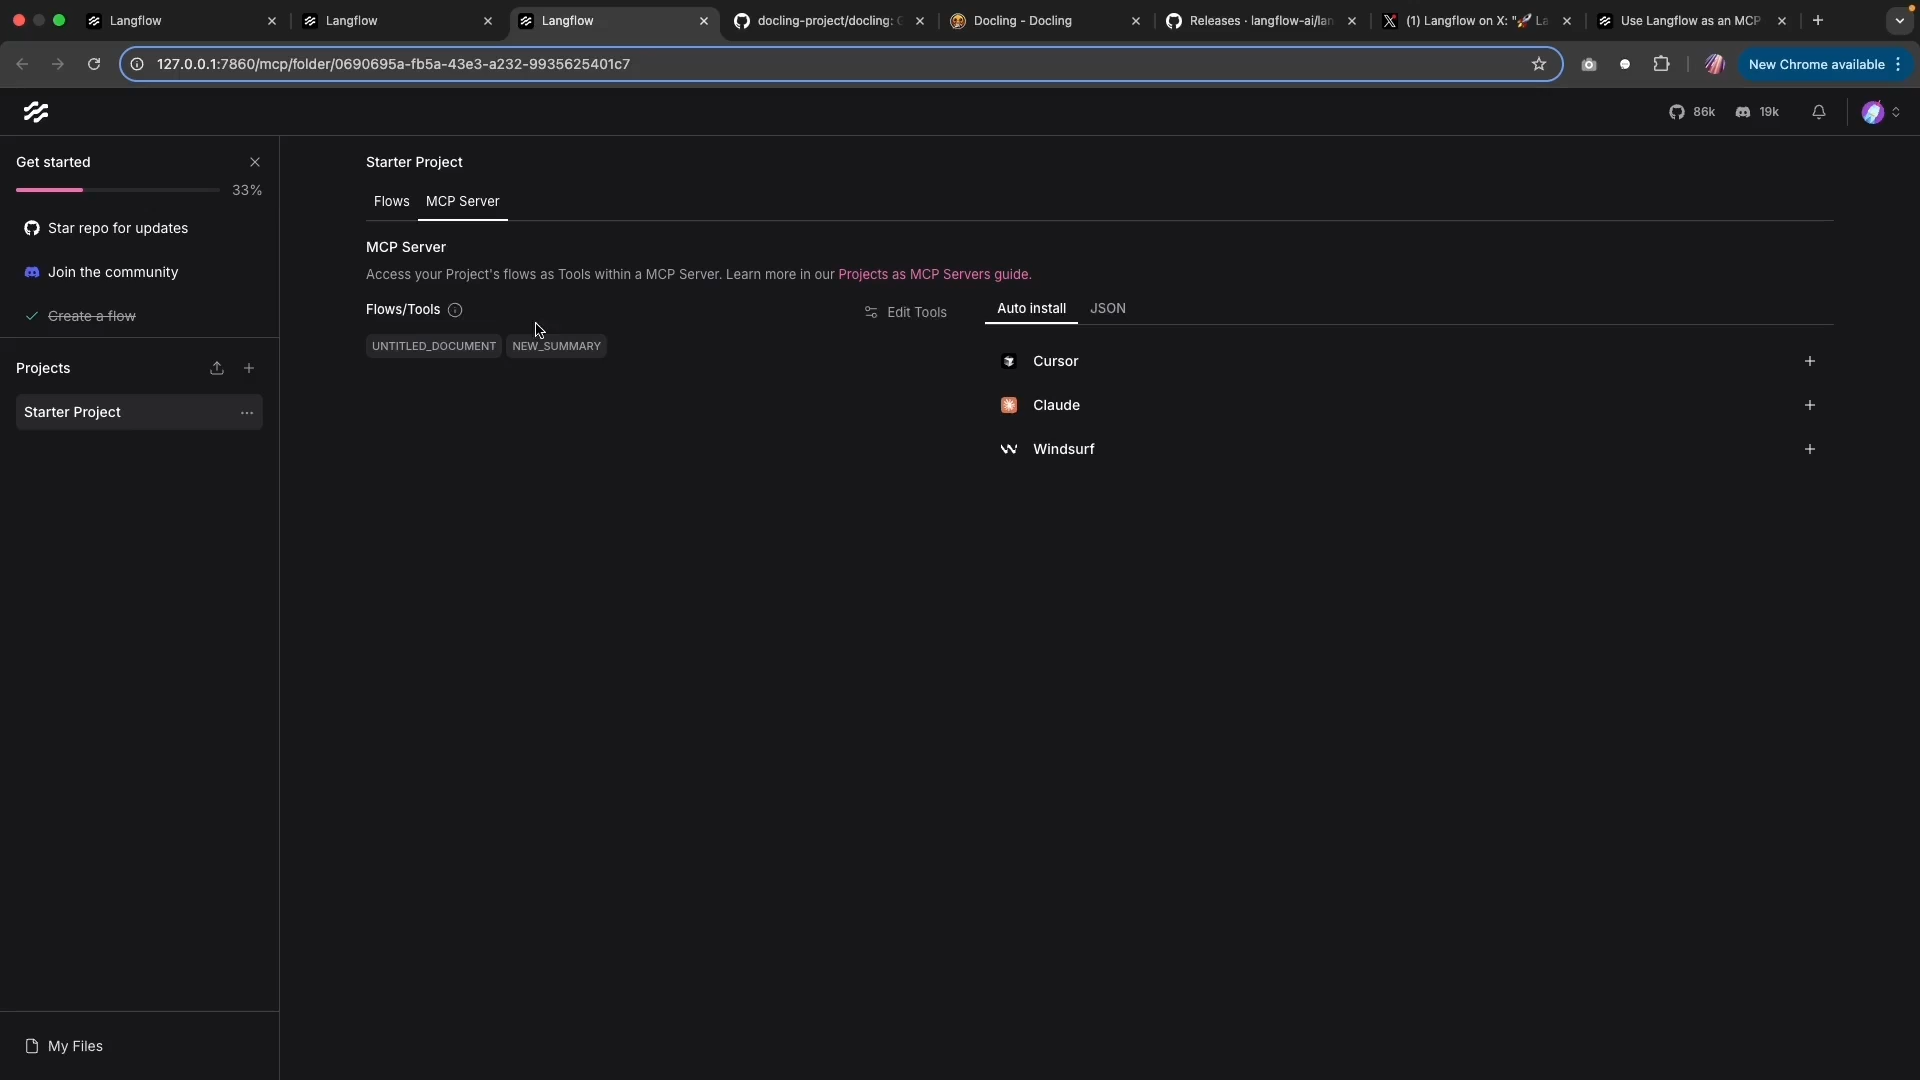 Langflow
Langflow
Langflow
docling-project/docling:
Docling - Docling
Releases · langflow-ai/lan
(1) Langflow on X: "🚀 La
Use Langflow as an MCP
127.0.0.1:7860/mcp/folder/0690695a-fb5a-43e3-a232-9935625401c7
New Chrome available
86k
19k
Get started
33%
Star repo for updates
Join the community
Create a flow
Projects
Starter Project
My Files
Starter Project
Flows
MCP Server
MCP Server
Access your Project's flows as Tools within a MCP Server. Learn more in our Projects as MCP Servers guide.
Flows/Tools
Edit Tools
UNTITLED_DOCUMENT
NEW_SUMMARY
Auto install
JSON
Cursor
Claude
Windsurf